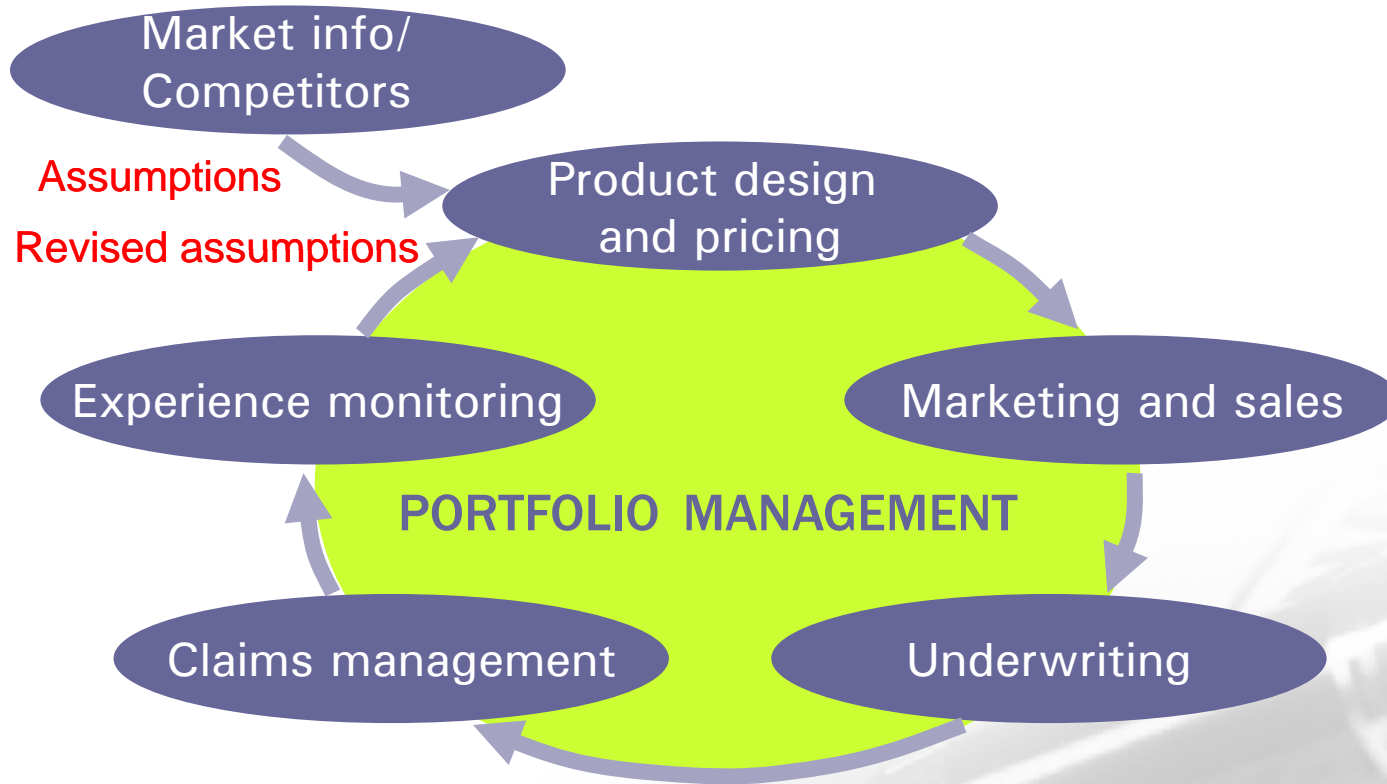 Market info/
Competitors
Assumptions
Product design
and pricing
Revised assumptions
Experience monitoring
Marketing and sales
PORTFOLIO MANAGEMENT
Claims management
Underwriting